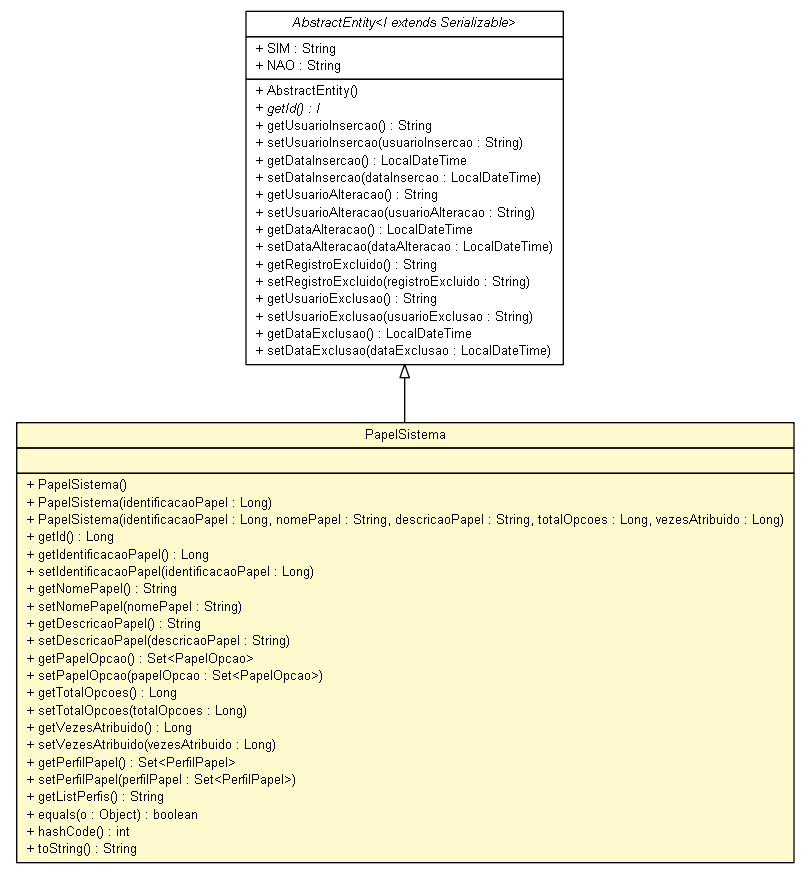 AbstractEntity<I extends Serializable>
+ SIM : String
+ NAO : String
+ AbstractEntity()
+ getId() : I
+ getUsuarioInsercao() : String
+ setUsuarioInsercao(usuarioInsercao : String)
+ getDataInsercao() : LocalDateTime
+ setDataInsercao(dataInsercao : LocalDateTime)
+ getUsuarioAlteracao() : String
+ setUsuarioAlteracao(usuarioAlteracao : String)
+ getDataAlteracao() : LocalDateTime
+ setDataAlteracao(dataAlteracao : LocalDateTime)
+ getRegistroExcluido() : String
+ setRegistroExcluido(registroExcluido : String)
+ getUsuarioExclusao() : String
+ setUsuarioExclusao(usuarioExclusao : String)
+ getDataExclusao() : LocalDateTime
+ setDataExclusao(dataExclusao : LocalDateTime)
PapelSistema
+ PapelSistema()
+ PapelSistema(identificacaoPapel : Long)
+ PapelSistema(identificacaoPapel : Long, nomePapel : String, descricaoPapel : String, totalOpcoes : Long, vezesAtribuido : Long)
+ getId() : Long
+ getIdentificacaoPapel() : Long
+ setIdentificacaoPapel(identificacaoPapel : Long)
+ getNomePapel() : String
+ setNomePapel(nomePapel : String)
+ getDescricaoPapel() : String
+ setDescricaoPapel(descricaoPapel : String)
+ getPapelOpcao() : Set<PapelOpcao>
+ setPapelOpcao(papelOpcao : Set<PapelOpcao>)
+ getTotalOpcoes() : Long
+ setTotalOpcoes(totalOpcoes : Long)
+ getVezesAtribuido() : Long
+ setVezesAtribuido(vezesAtribuido : Long)
+ getPerfilPapel() : Set<PerfilPapel>
+ setPerfilPapel(perfilPapel : Set<PerfilPapel>)
+ getListPerfis() : String
+ equals(o : Object) : boolean
+ hashCode() : int
+ toString() : String